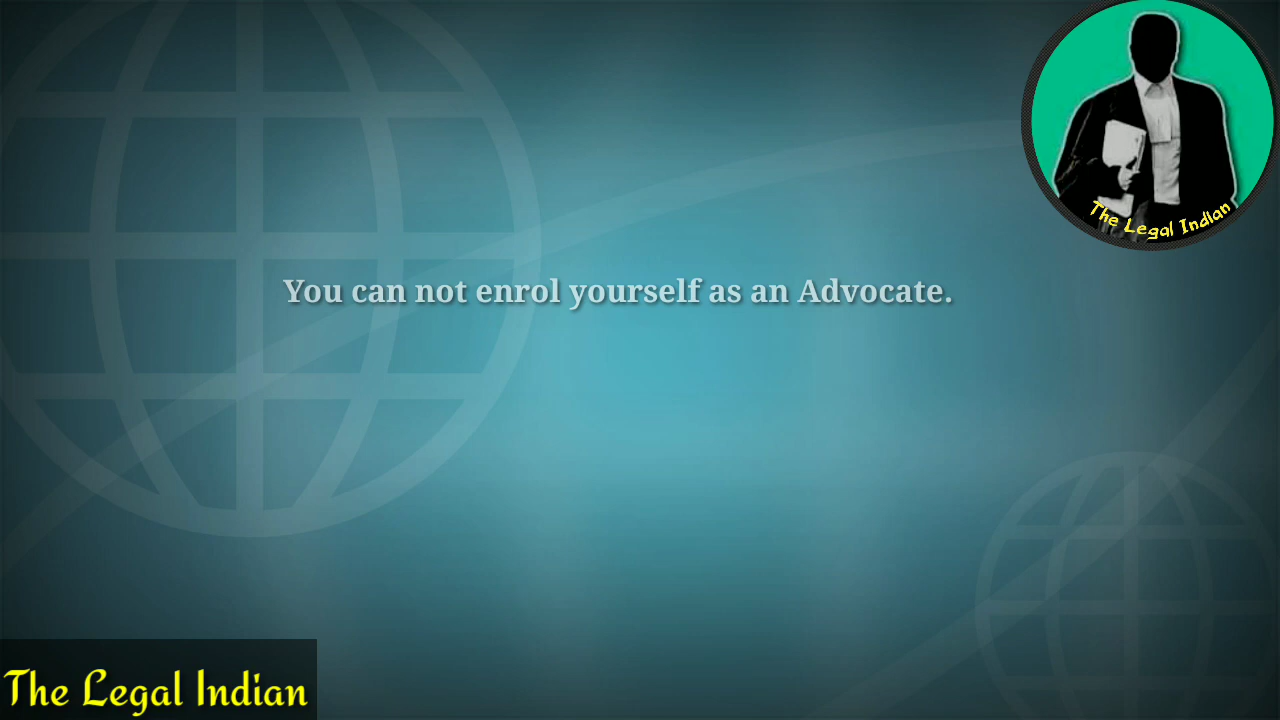 The Legal Indian
You can not enrol yourself as an Advocate.
The Legal Indian